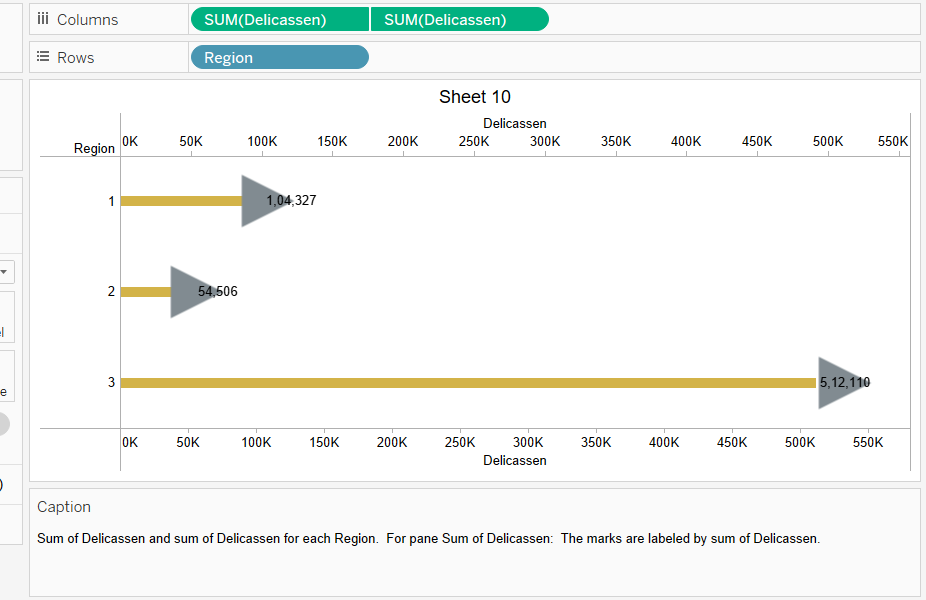 Columns SUM(Delicassen) SUM(Delicassen)
Rows Region
Sheet 10
Delicassen
Region 0K 50K 100K 150K 200K 250K 300K 350K 400K 450K 500K 550K
1 1,04,327
2 54,506
3 5,12,110
0K 50K 100K 150K 200K 250K 300K 350K 400K 450K 500K 550K
Delicassen
Caption
Sum of Delicassen and sum of Delicassen for each Region. For pane Sum of Delicassen: The marks are labeled by sum of Delicassen.